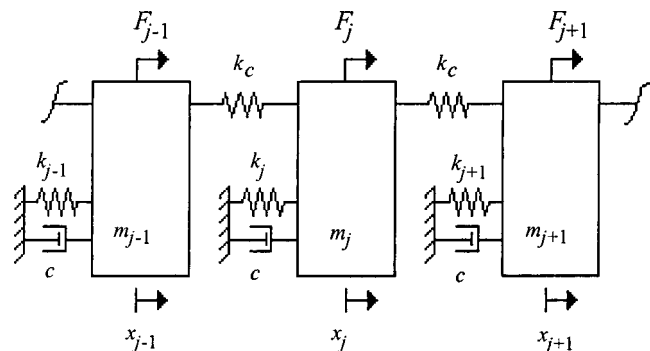 F_{j-1} F_j F_{j+1}
k_c k_c
k_{j-1} k_j k_{j+1}
m_{j-1} m_j m_{j+1}
c c c
x_{j-1} x_j x_{j+1}